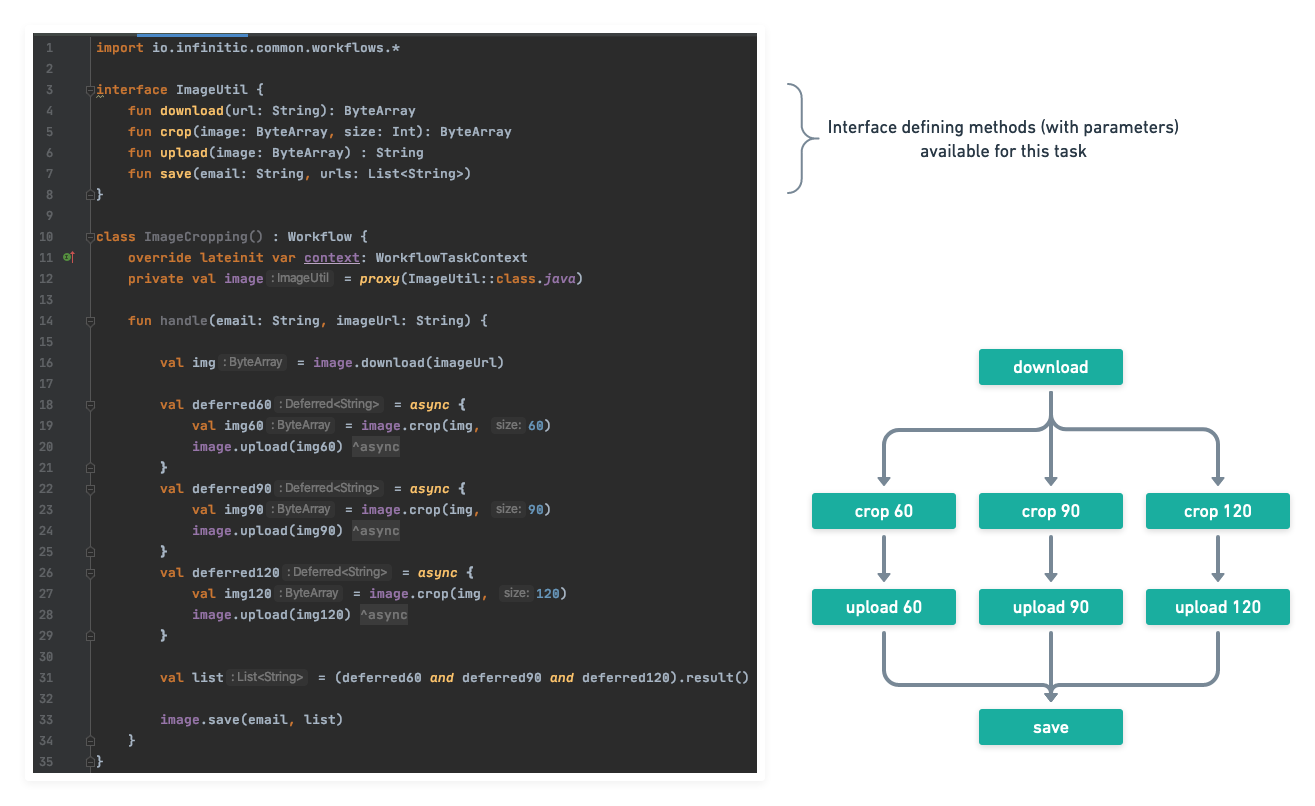 1 import io.infinitic.common.workflows.*
2
3 interface ImageUtil {
4 fun download(url: String): ByteArray
5 fun crop(image: ByteArray, size: Int): ByteArray
6 fun upload(image: ByteArray) : String
7 fun save(email: String, urls: List<String>)
8 }
9
10 class ImageCropping() : Workflow {
11 override lateinit var context: WorkflowTaskContext
12 private val image : ImageUtil = proxy(ImageUtil::class.java)
13
14 fun handle(email: String, imageUrl: String) {
15
16 val img : ByteArray = image.download(imageUrl)
17
18 val deferred60 : Deferred<String> = async {
19 val img60 : ByteArray = image.crop(img, size: 60)
20 image.upload(img60) ^async
21 }
22 val deferred90 : Deferred<String> = async {
23 val img90 : ByteArray = image.crop(img, size: 90)
24 image.upload(img90) ^async
25 }
26 val deferred120 : Deferred<String> = async {
27 val img120 : ByteArray = image.crop(img, size: 120)
28 image.upload(img120) ^async
29 }
30
31 val list : List<String> = (deferred60 and deferred90 and deferred120).result()
32
33 image.save(email, list)
34 }
35 }
Interface defining methods (with parameters)
available for this task
download
crop 60
crop 90
crop 120
upload 60
upload 90
upload 120
save